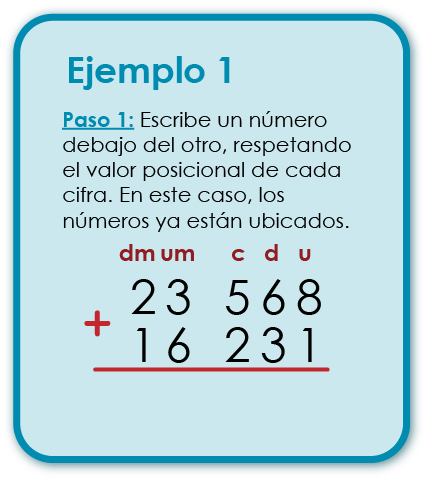 Ejemplo 1
Paso 1: Escribe un número
debajo del otro, respetando
el valor posicional de cada
cifra. En este caso, los
números ya están ubicados.
dm um c d u
23 568
+
16 231